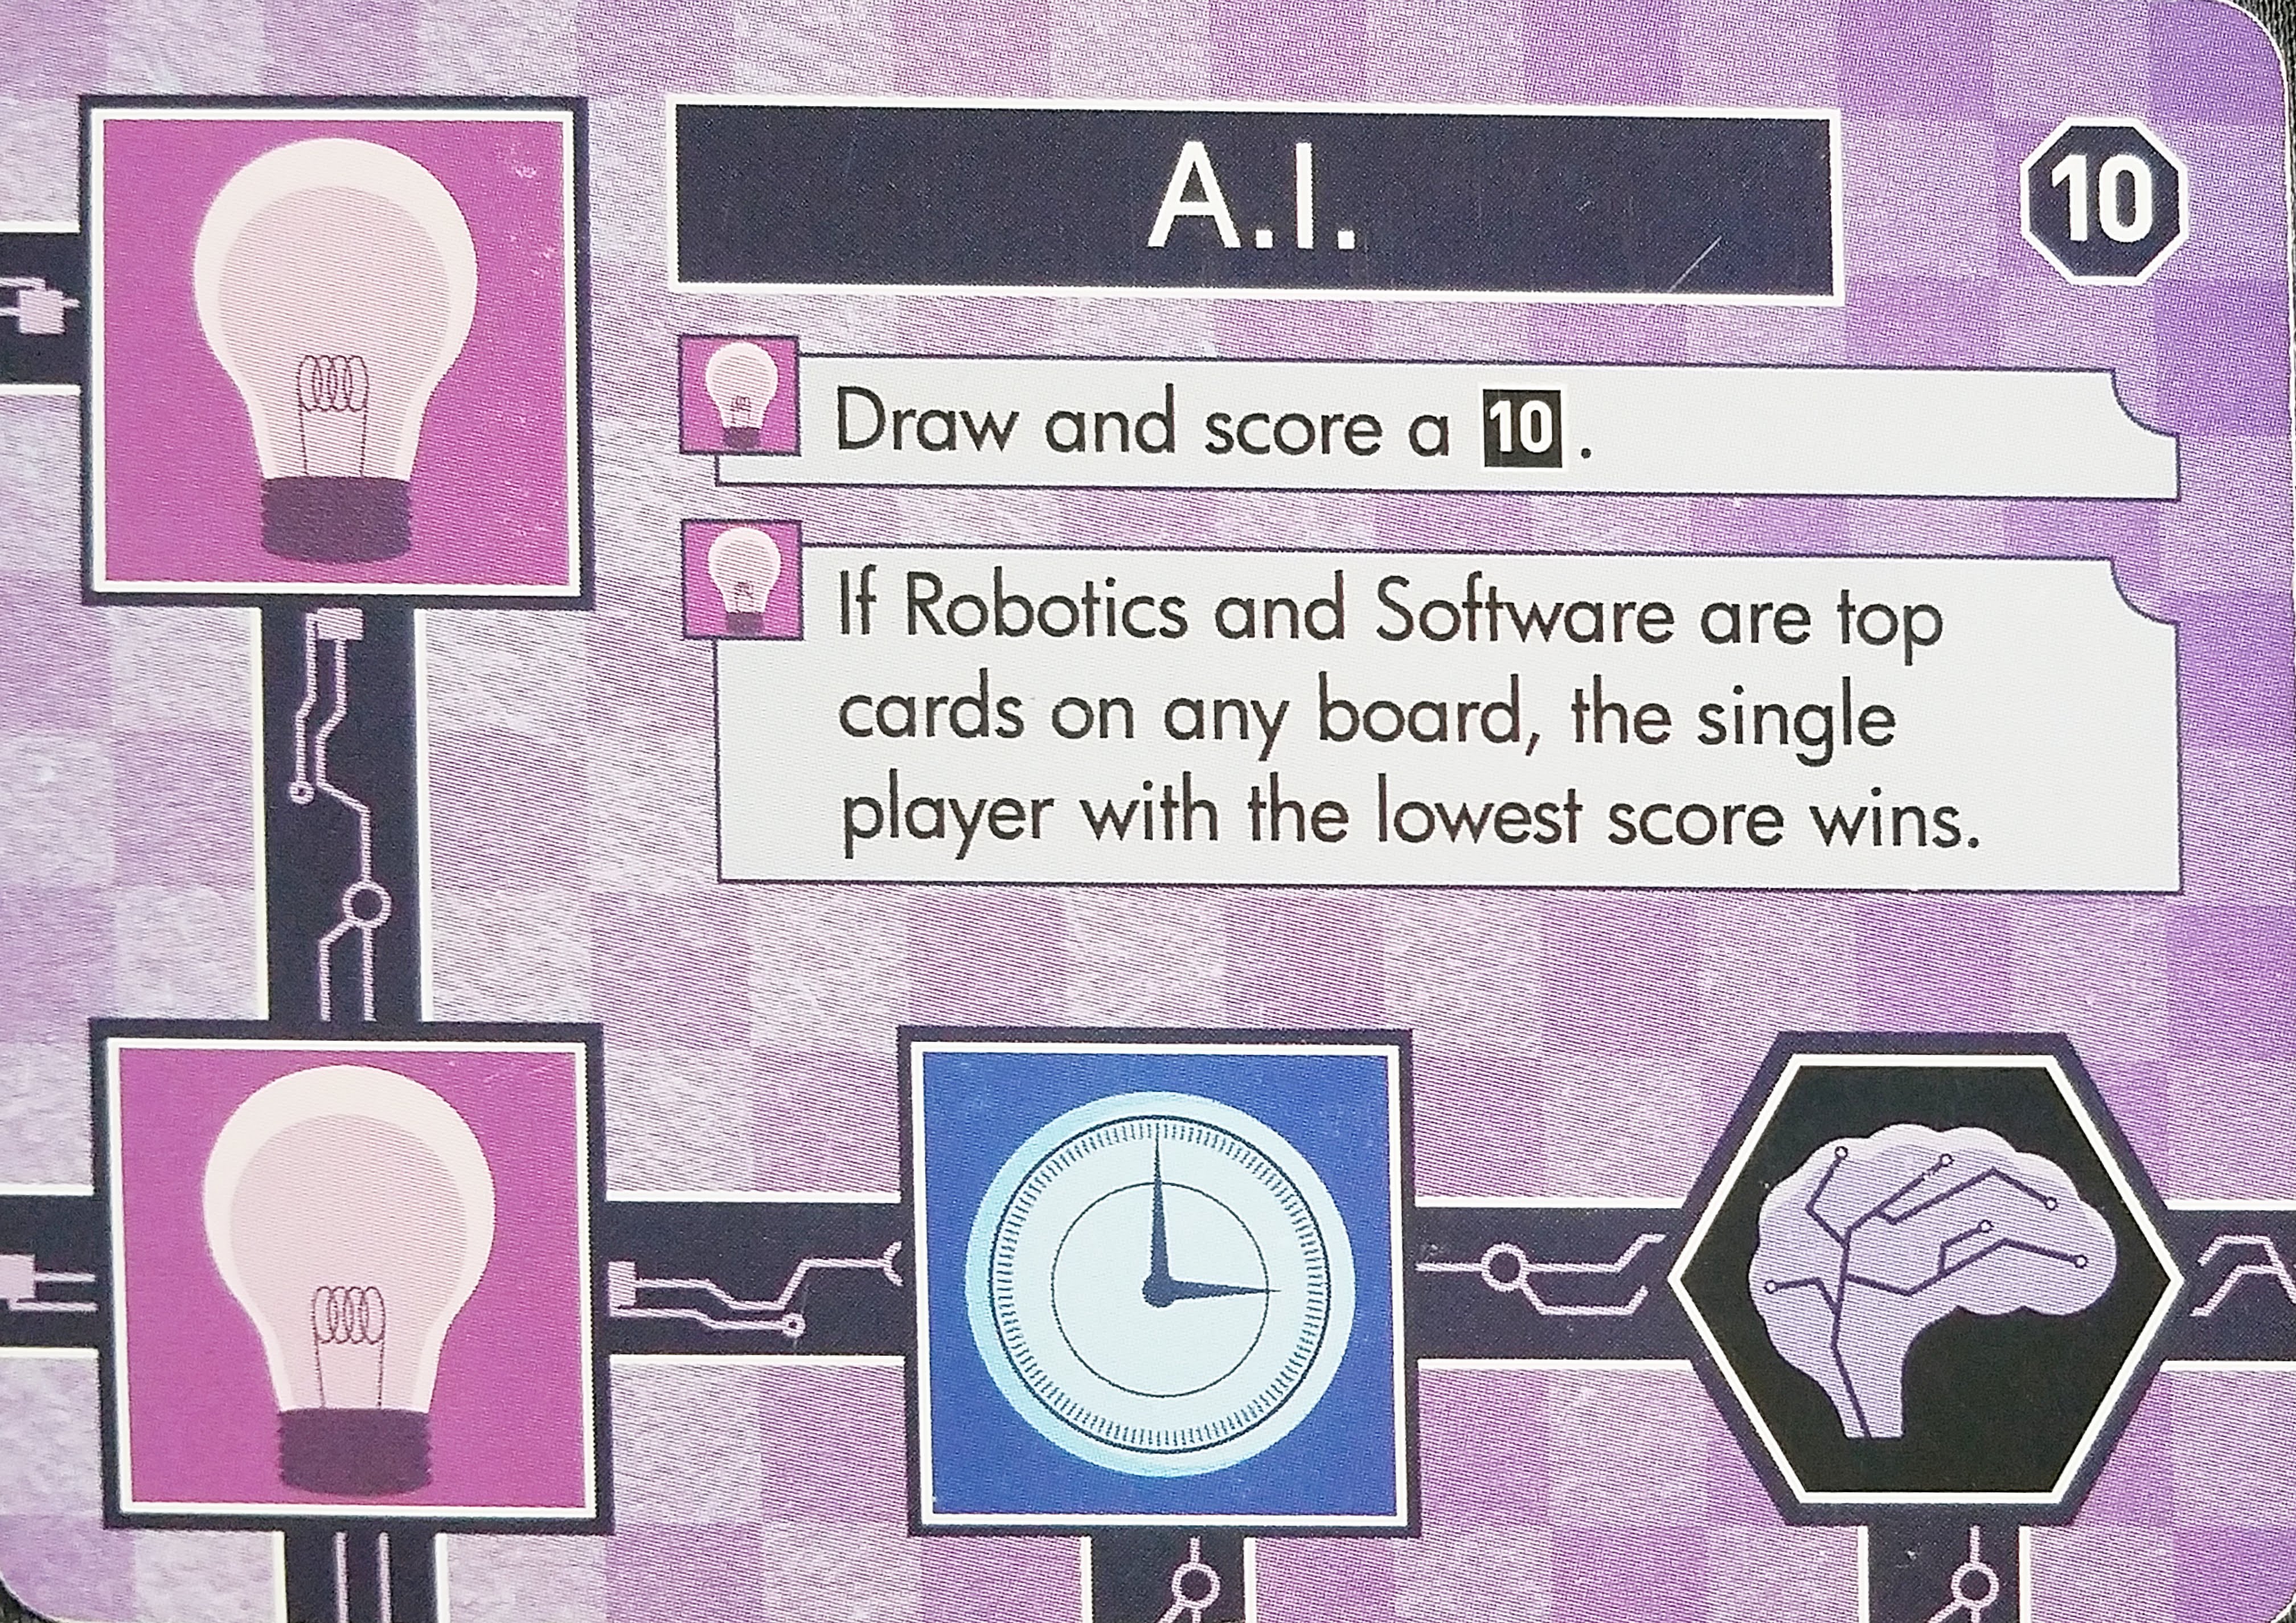 A.I.
10
Draw and score a 10.
If Robotics and Software are top
cards on any board, the single
player with the lowest score wins.